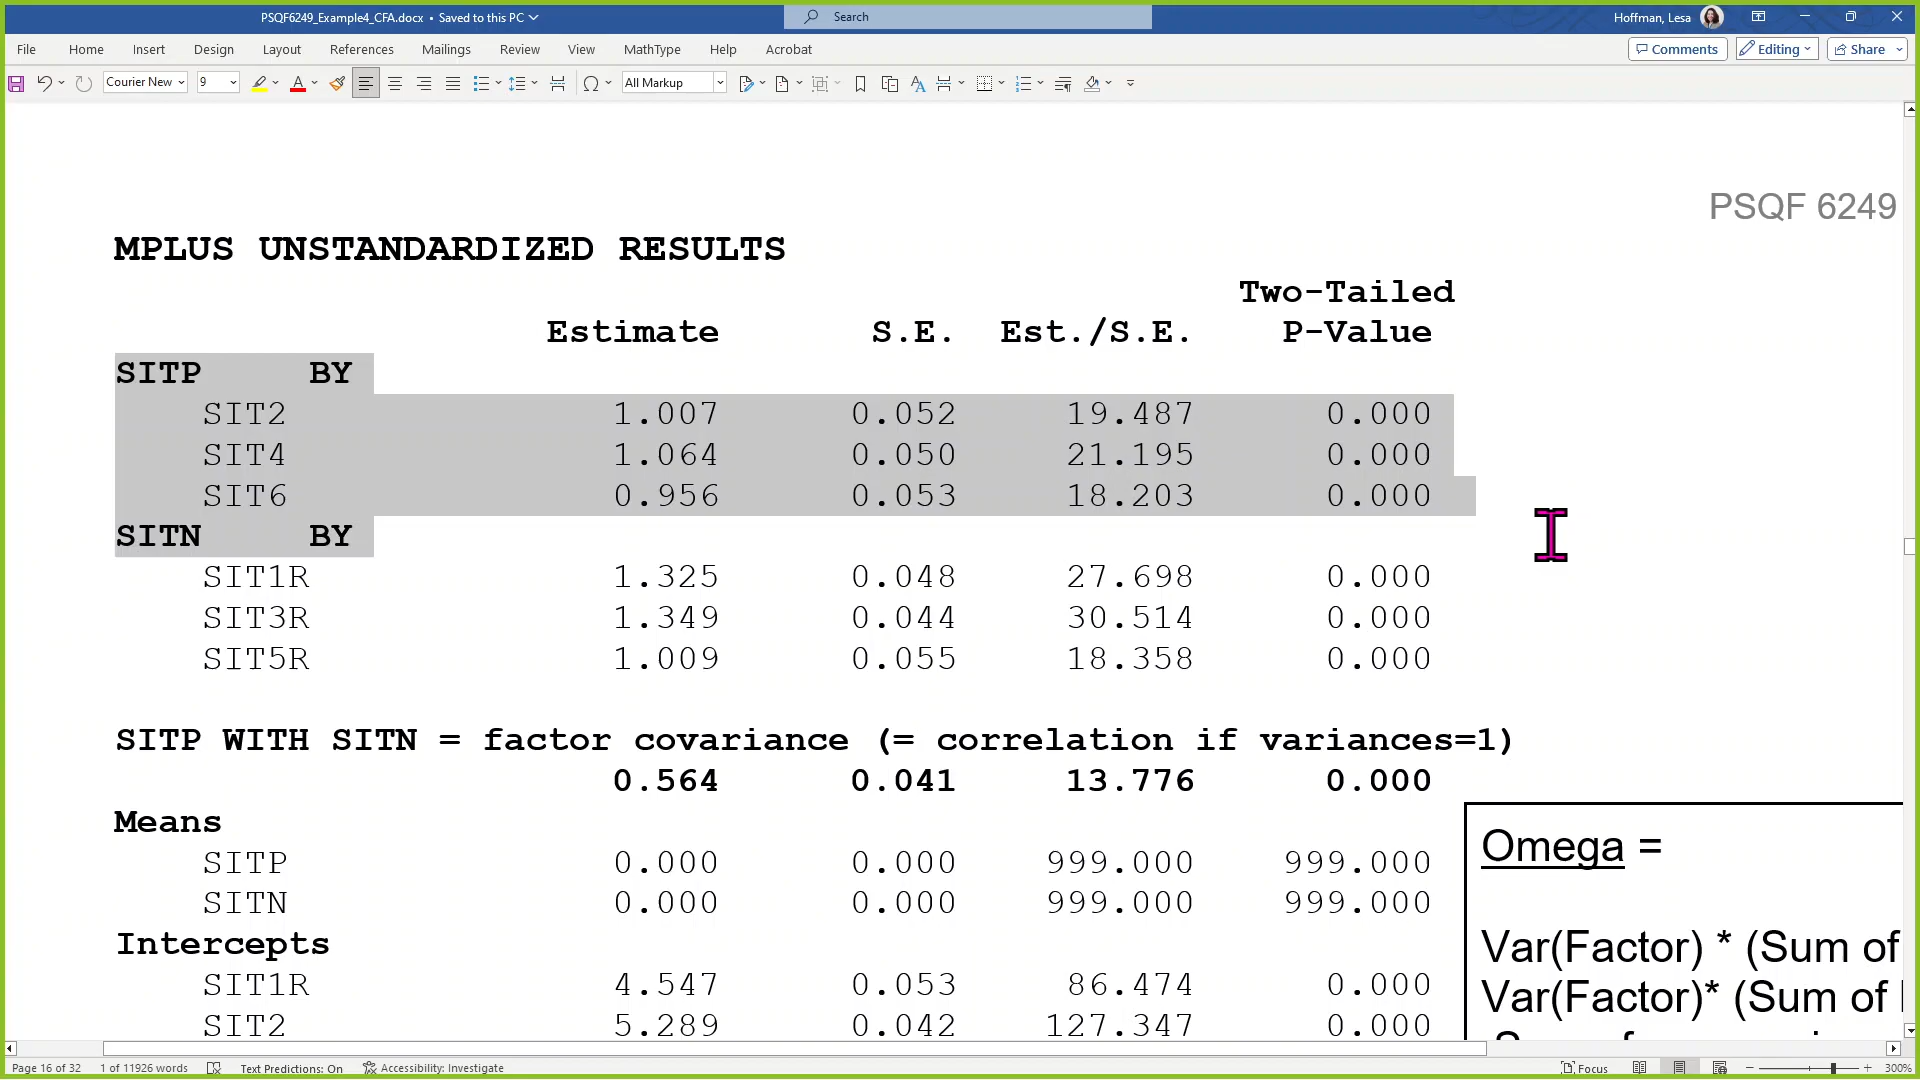 PSQF6249_Example4_CFA.docx • Saved to this PC
Search
Hoffman, Lesa
File Home Insert Design Layout References Mailings Review View MathType Help Acrobat
Comments Editing Share
Courier New 9 All Markup
PSQF 6249
MPLUS UNSTANDARDIZED RESULTS
Two-Tailed
Estimate S.E. Est./S.E. P-Value
SITP BY
SIT2 1.007 0.052 19.487 0.000
SIT4 1.064 0.050 21.195 0.000
SIT6 0.956 0.053 18.203 0.000
SITN BY
SIT1R 1.325 0.048 27.698 0.000
SIT3R 1.349 0.044 30.514 0.000
SIT5R 1.009 0.055 18.358 0.000
SITP WITH SITN = factor covariance (= correlation if variances=1)
0.564 0.041 13.776 0.000
Means
SITP 0.000 0.000 999.000 999.000
SITN 0.000 0.000 999.000 999.000
Intercepts
SIT1R 4.547 0.053 86.474 0.000
SIT2 5.289 0.042 127.347 0.000
Omega =
Var(Factor) * (Sum of
Var(Factor)* (Sum of
Page 16 of 32 1 of 11926 words Text Predictions: On Accessibility: Investigate Focus 300%